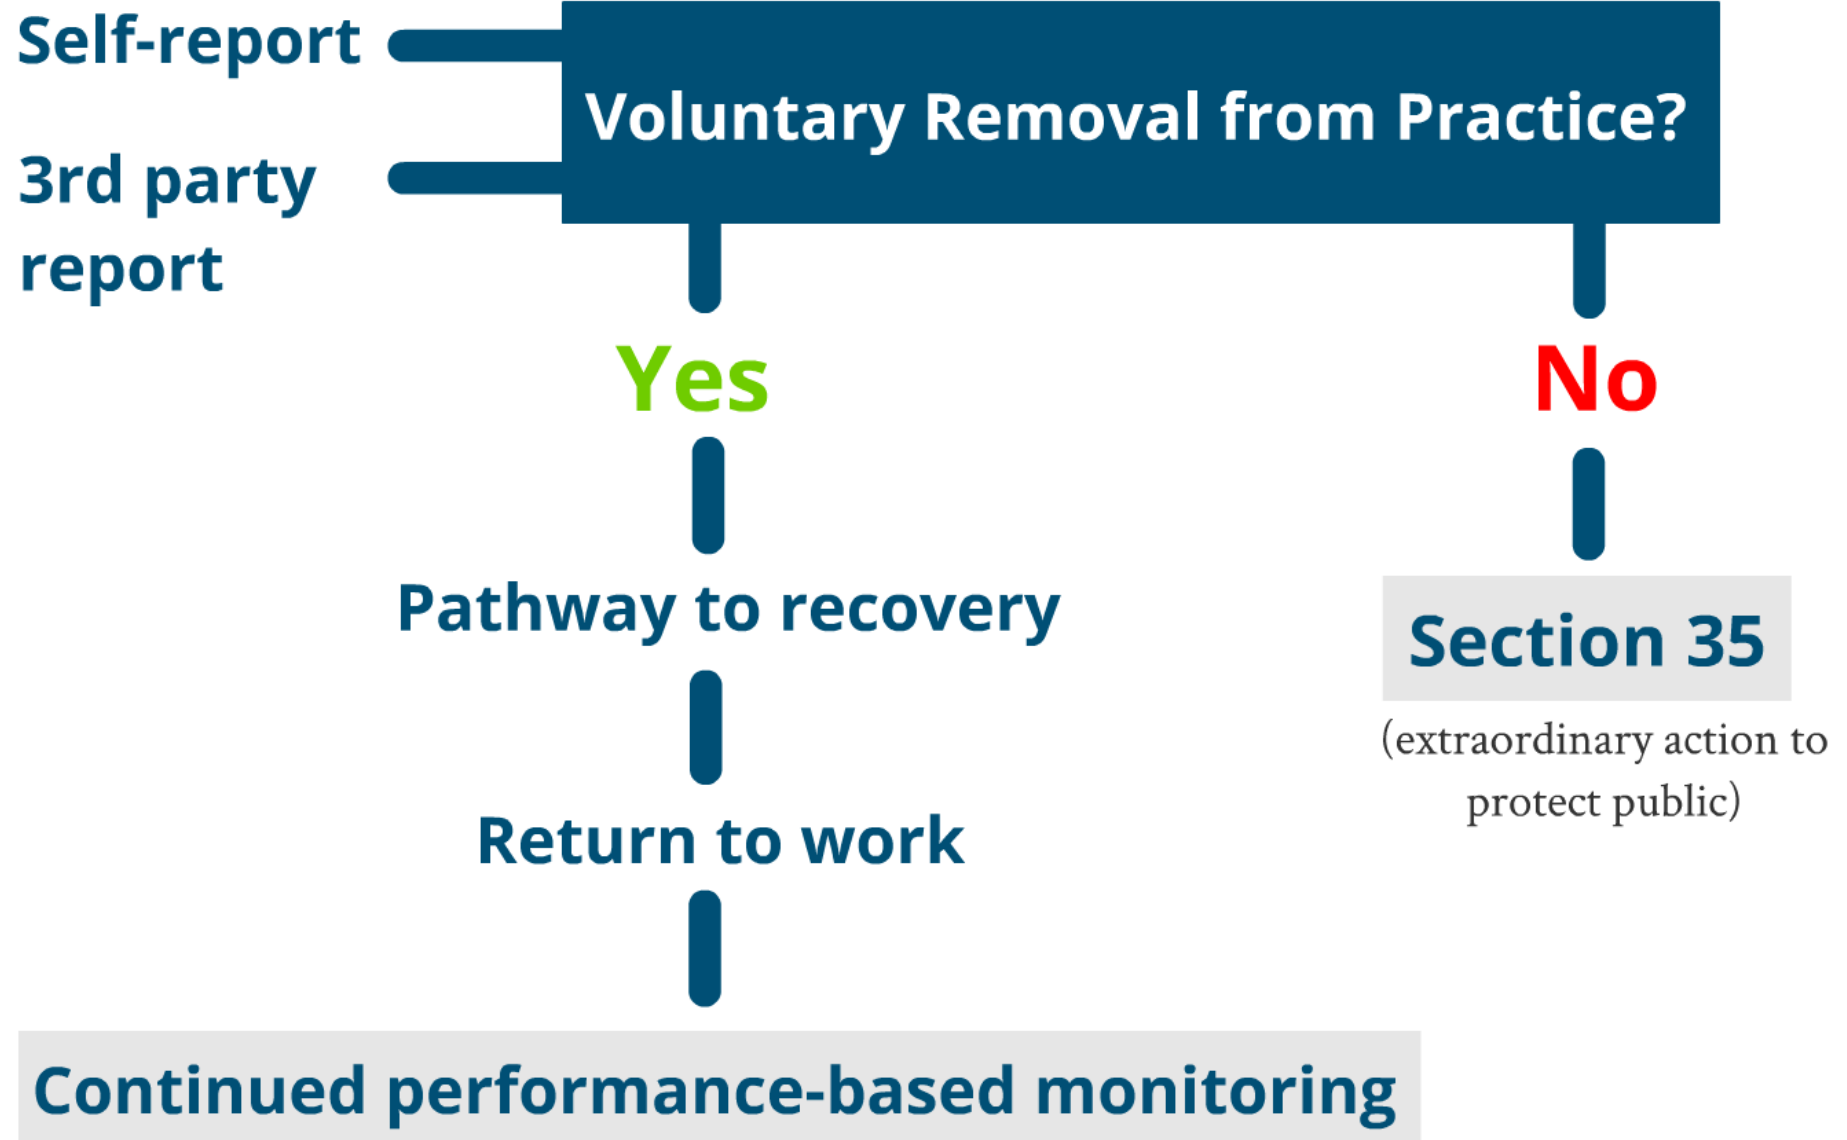 Self-report
Voluntary Removal from Practice?
3rd party
report
Yes
No
Pathway to recovery
Section 35
(extraordinary action to
protect public)
Return to work
Continued performance-based monitoring